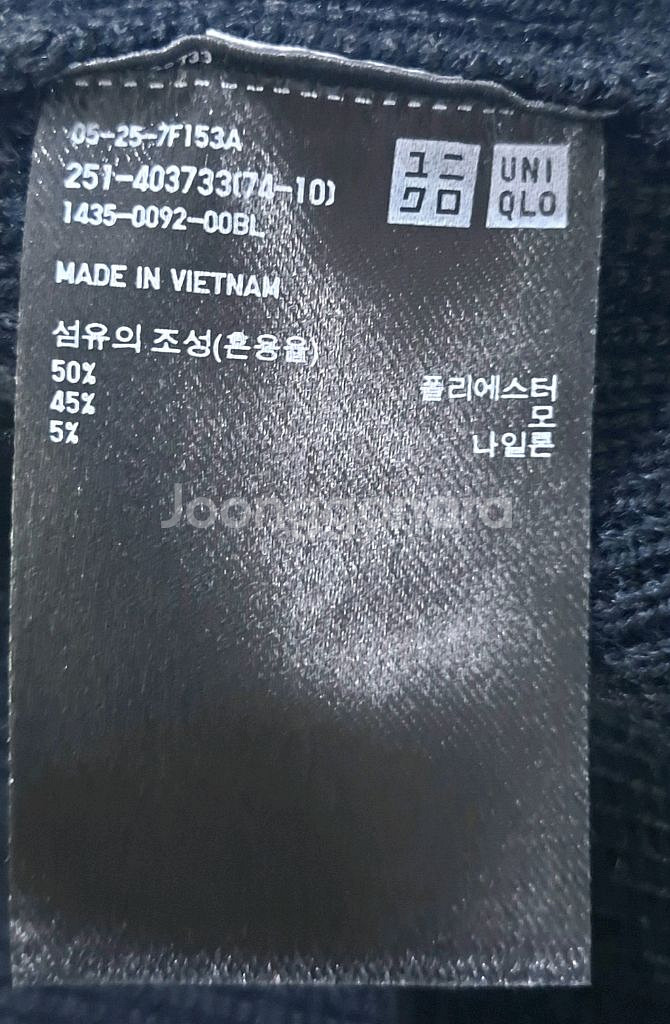 05-25-7F153A
251-403733(74-10)
1435-0092-00BL
ユニ
クロ
UNI
QLO
MADE IN VIETNAM
섬유의 조성(혼용율)
50% 폴리에스터
45% 모
5% 나일론
Joonggonara